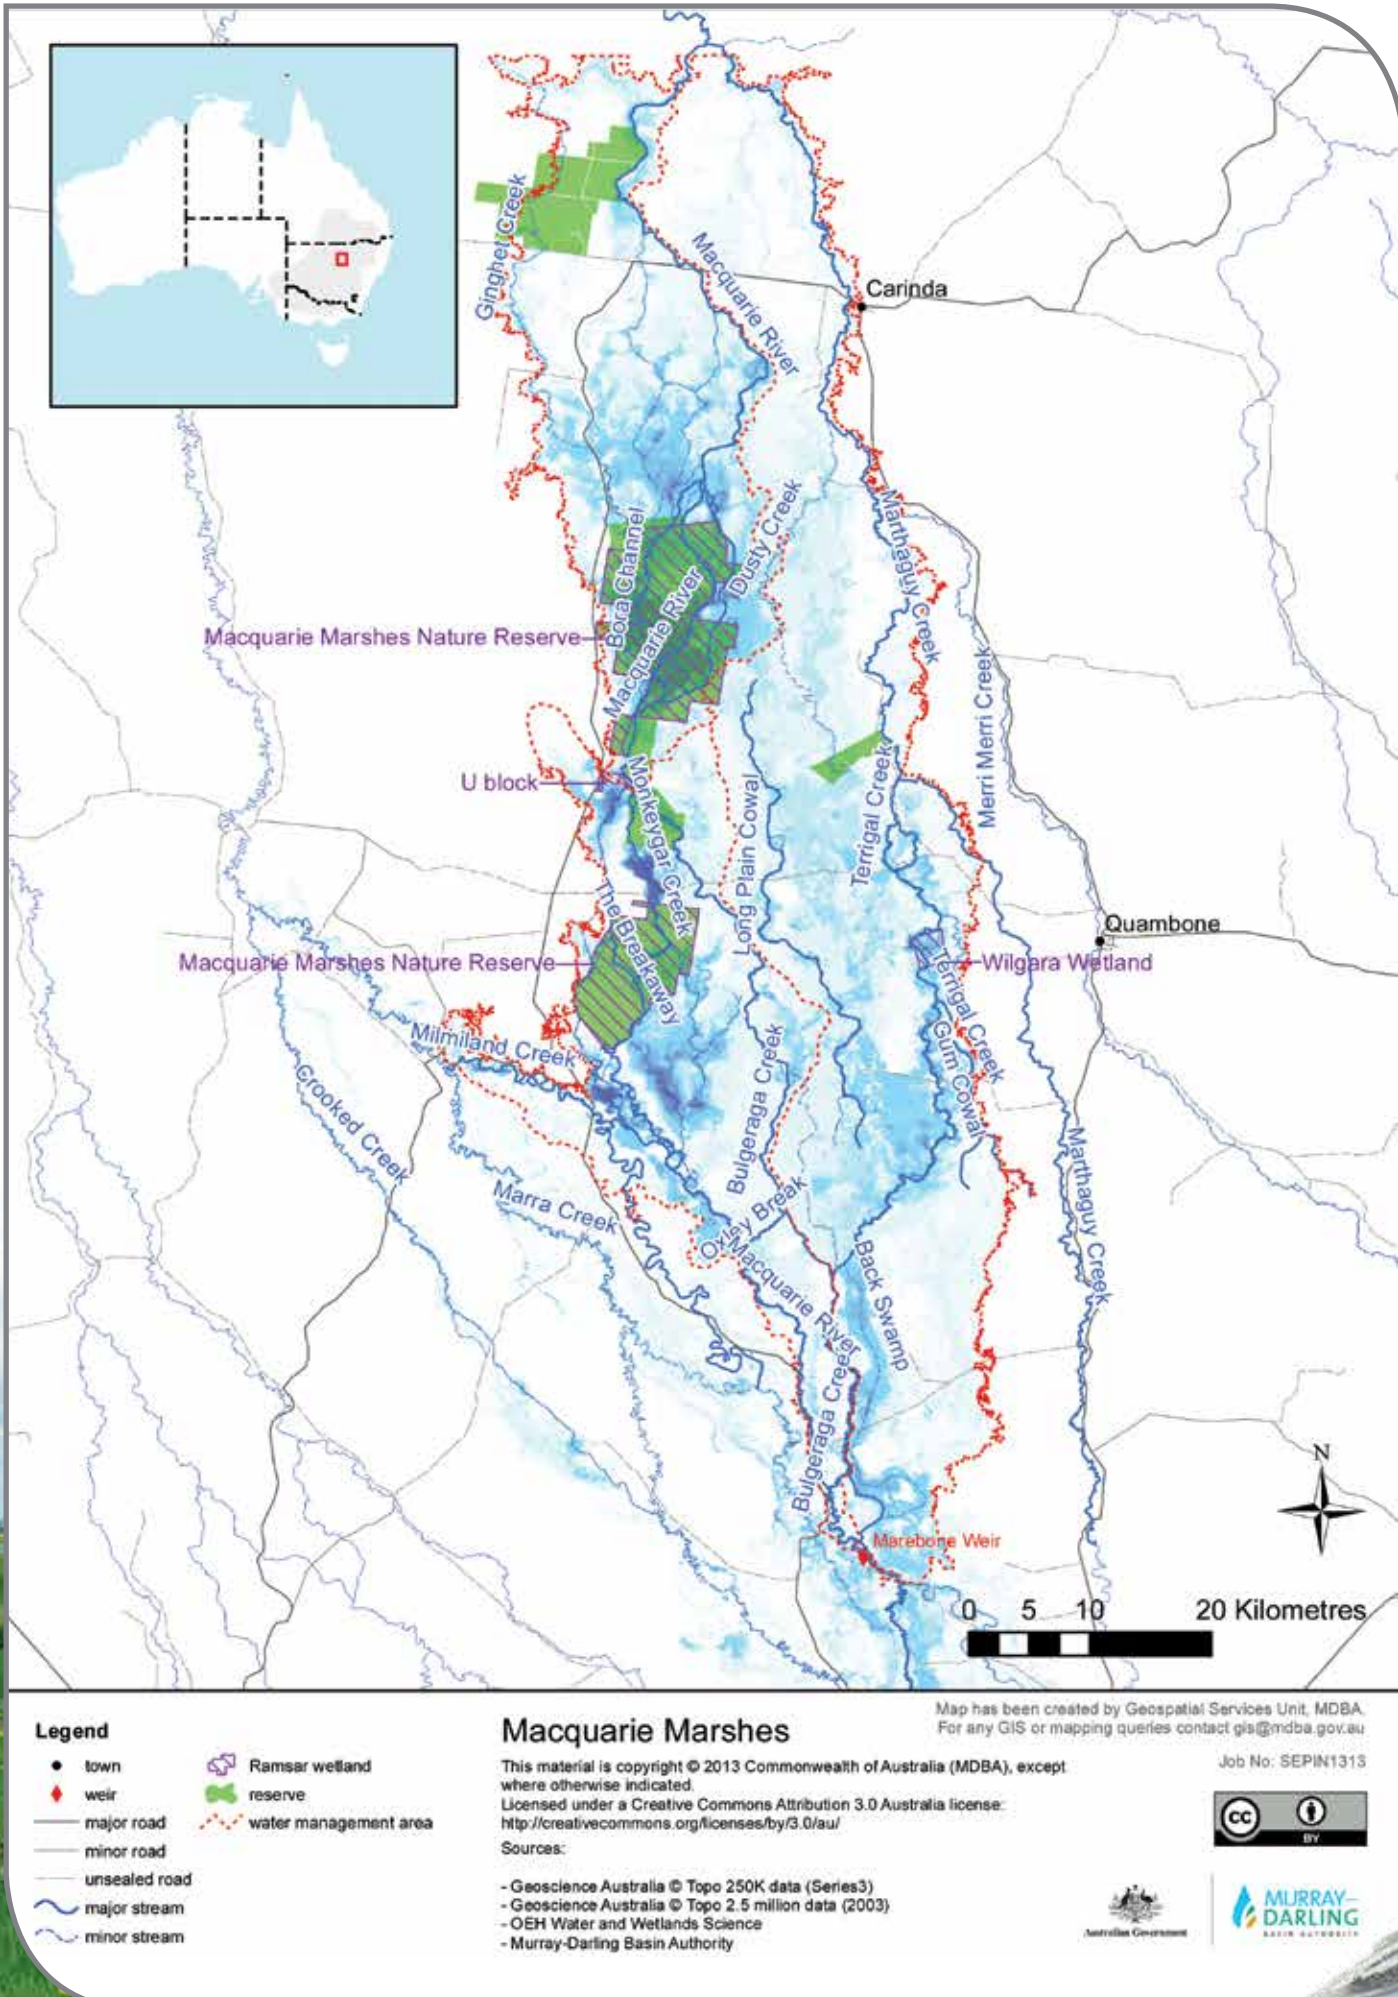 Ginghet Creek
Macquarie River
Carinda
Bora Channel
Macquarie River
Dusty Creek
Marthaguy Creek
Macquarie Marshes Nature Reserve
Merri Merri Creek
U block
Monkeygar Creek
Long Plain Cowal
Terrigal Creek
Quambone
The Breakaway
Macquarie Marshes Nature Reserve
Wilgara Wetland
Terrigal Creek
Gum Cowal
Milmiland Creek
Crooked Creek
Bulgeraga Creek
Marra Creek
Oxley Break
Macquarie River
Back Swamp
Marthaguy Creek
Bulgeraga Creek
Marebone Weir
N
0 5 10 20 Kilometres
Legend
town
weir
major road
minor road
unsealed road
major stream
minor stream
Ramsar wetland
reserve
water management area
Macquarie Marshes
This material is copyright © 2013 Commonwealth of Australia (MDBA), except
where otherwise indicated.
Licensed under a Creative Commons Attribution 3.0 Australia license:
http://creativecommons.org/licenses/by/3.0/au/
Sources:
- Geoscience Australia © Topo 250K data (Series3)
- Geoscience Australia © Topo 2.5 million data (2003)
- OEH Water and Wetlands Science
- Murray-Darling Basin Authority
Map has been created by Geospatial Services Unit, MDBA.
For any GIS or mapping queries contact gis@mdba.gov.au
Job No: SEPIN1313
CC
BY
Australian Government
MURRAY–
DARLING
BASIN AUTHORITY